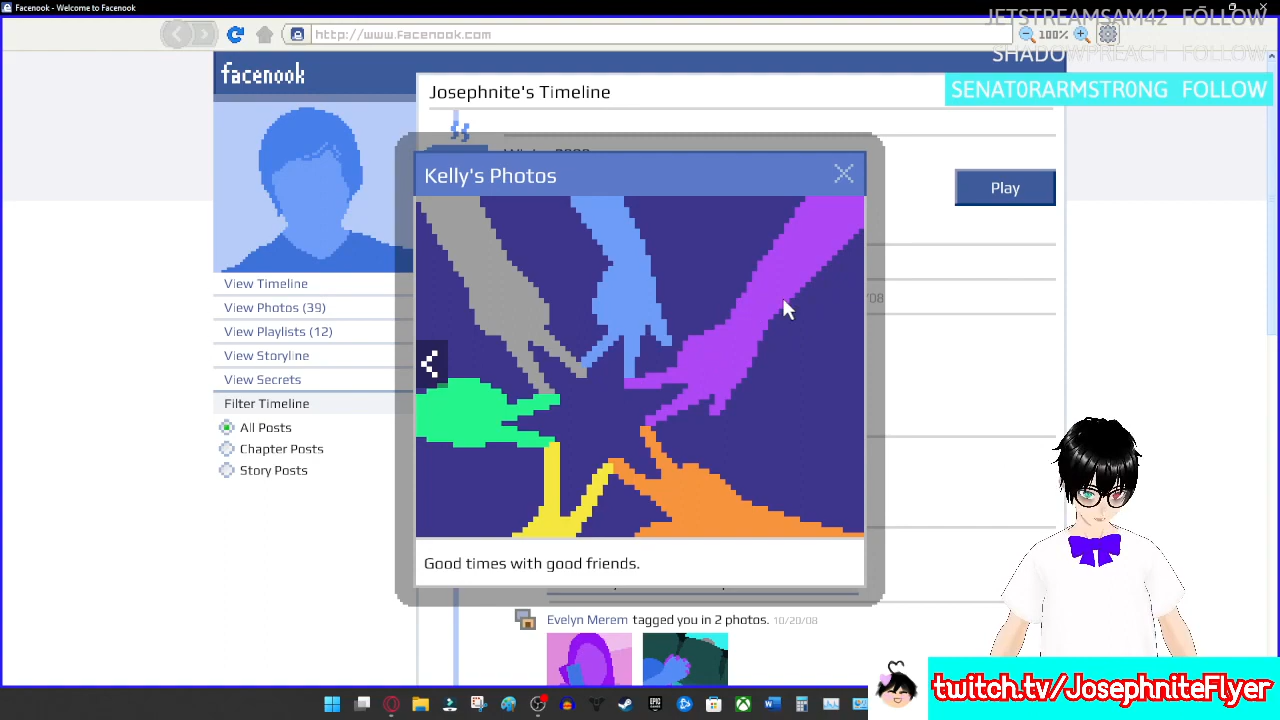 Facenook - Welcome to Facenook
JETSTREAMSAM42 FOLLOW
http://www.facenook.com
100%
SHADOWPREACH FOLLOW
facenook
Josephnite's Timeline
SENAT0RARMSTR0NG FOLLOW
Kelly's Photos
Play
View Timeline
View Photos (39)
/08
View Playlists (12)
View Storyline
View Secrets
Filter Timeline
All Posts
Chapter Posts
Story Posts
Good times with good friends.
Evelyn Merem tagged you in 2 photos. 10/20/08
twitch.tv/JosephniteFlyer